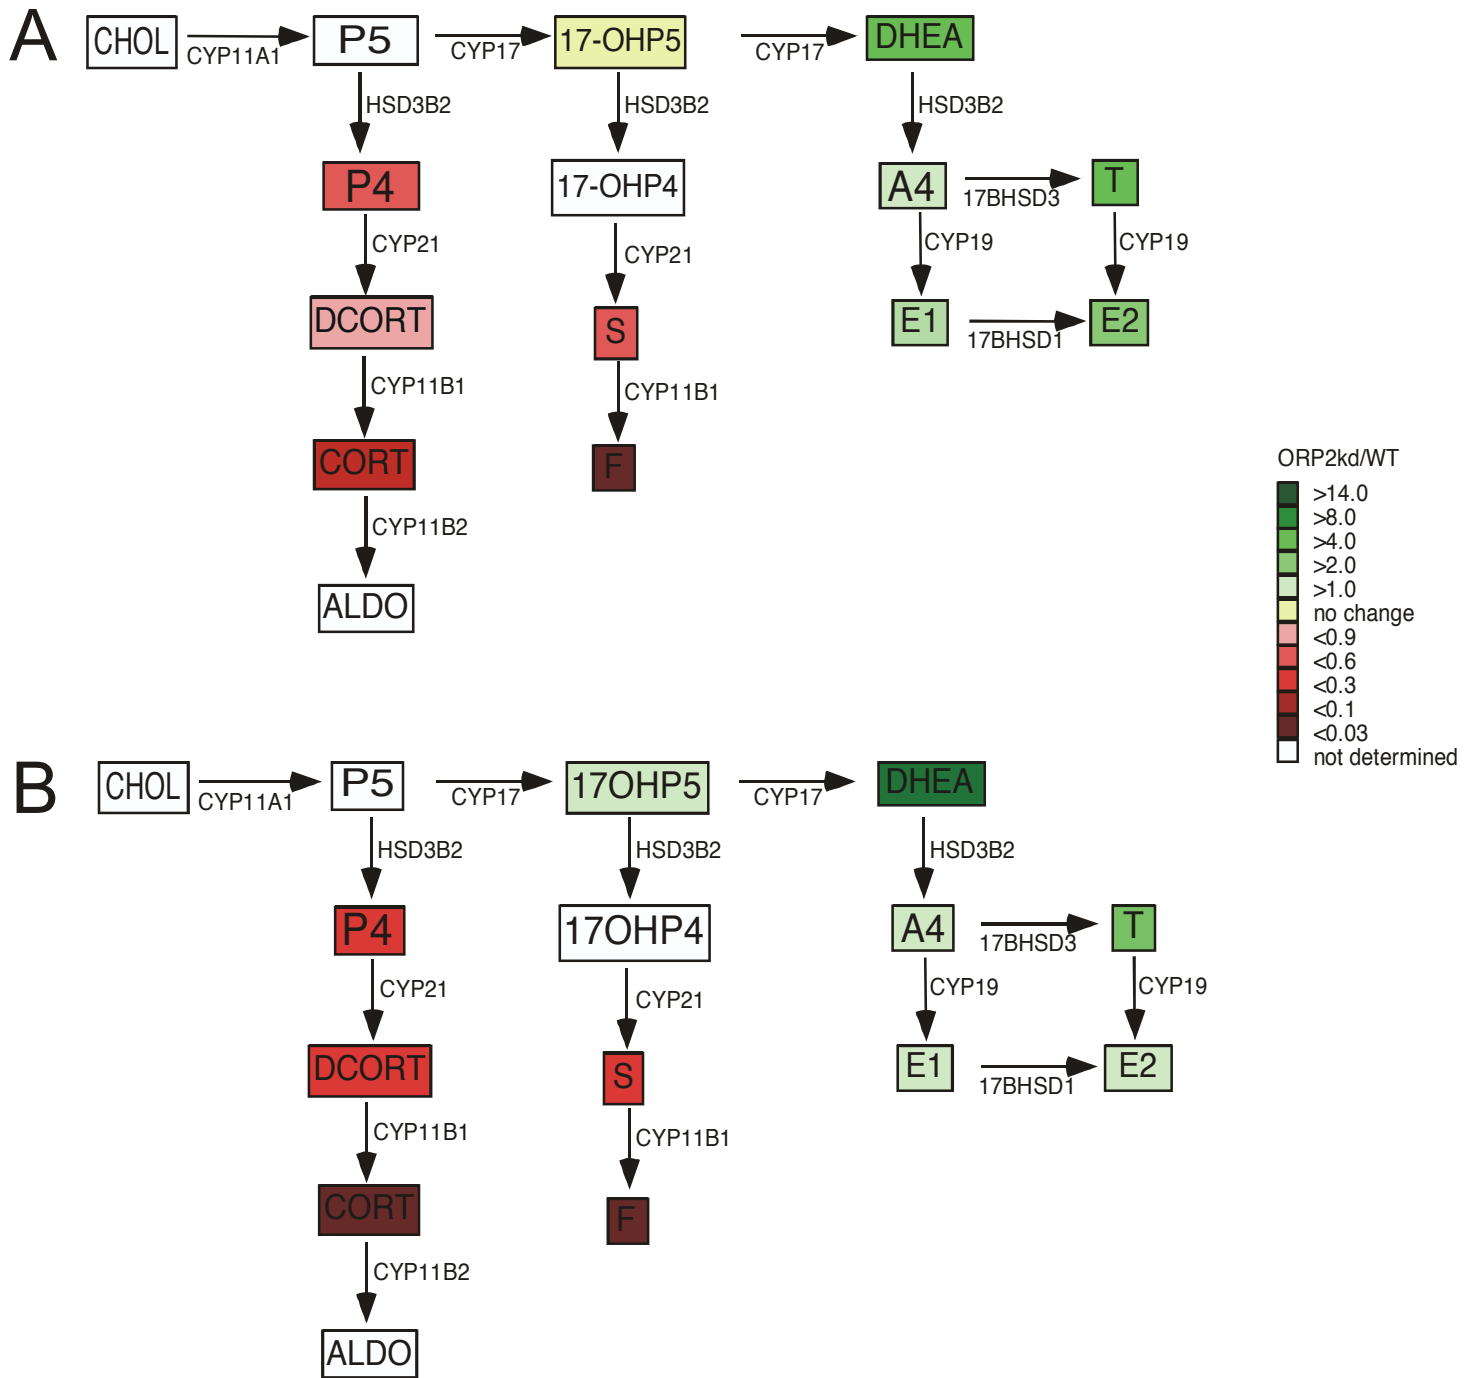 A
CHOL
CYP11A1
P5
CYP17
17-OHP5
CYP17
DHEA
HSD3B2
HSD3B2
HSD3B2
P4
17-OHP4
A4
17BHSD3
T
CYP21
CYP21
CYP19
CYP19
DCORT
S
E1
17BHSD1
E2
CYP11B1
CYP11B1
CORT
F
CYP11B2
ALDO
ORP2kd/WT
>14.0
>8.0
>4.0
>2.0
>1.0
no change
<0.9
<0.6
<0.3
<0.1
<0.03
not determined
B
CHOL
CYP11A1
P5
CYP17
17OHP5
CYP17
DHEA
HSD3B2
HSD3B2
HSD3B2
P4
17OHP4
A4
17BHSD3
T
CYP21
CYP21
CYP19
CYP19
DCORT
S
E1
17BHSD1
E2
CYP11B1
CYP11B1
CORT
F
CYP11B2
ALDO